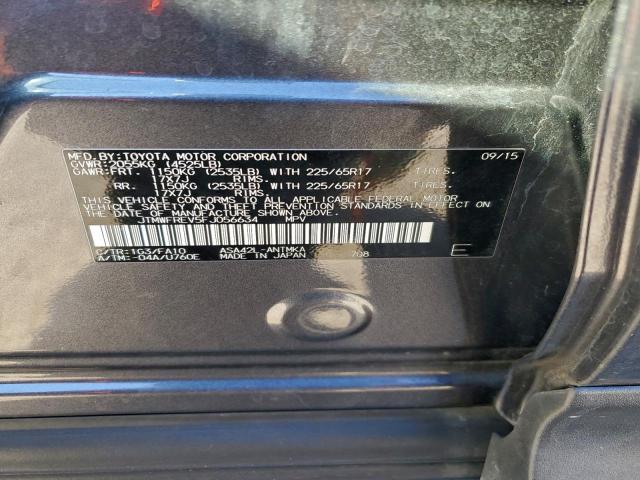 MFD.BY:TOYOTA MOTOR CORPORATION 09/15
GVWR:2055KG (4525LB)
GAWR:FRT. 1150KG (2535LB) WITH 225/65R17 TIRES.
17X7J RIMS.
RR. 1150KG (2535LB) WITH 225/65R17 TIRES.
17X7J RIMS.
THIS VEHICLE CONFORMS TO ALL APPLICABLE FEDERAL MOTOR
VEHICLE SAFETY AND THEFT PREVENTION STANDARDS IN EFFECT ON
THE DATE OF MANUFACTURE SHOWN ABOVE.
JTMWFREV5FJ056634 MPV
C/TR:1G3/FA10 ASA42L-ANTMKA
A/TM:-04A/U760E MADE IN JAPAN 708 E